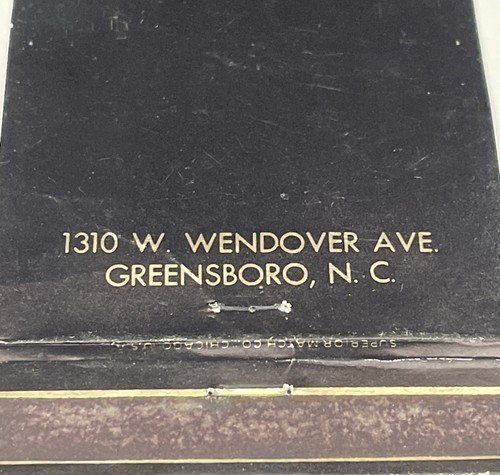 1310 W. WENDOVER AVE.
GREENSBORO, N. C.
SUPERIOR MATCH CO., CHICAGO, U.S.A.